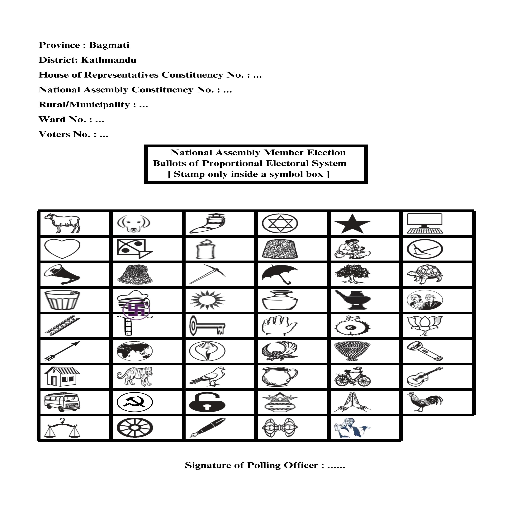 Province : Bagmati
District: Kathmandu
House of Representatives Constituency No. : ...
National Assembly Constituency No. : ...
Rural/Municipality : ...
Ward No. : ...
Voters No. : ...
National Assembly Member Election
Ballots of Proportional Electoral System
[ Stamp only inside a symbol box ]
Signature of Polling Officer : ......